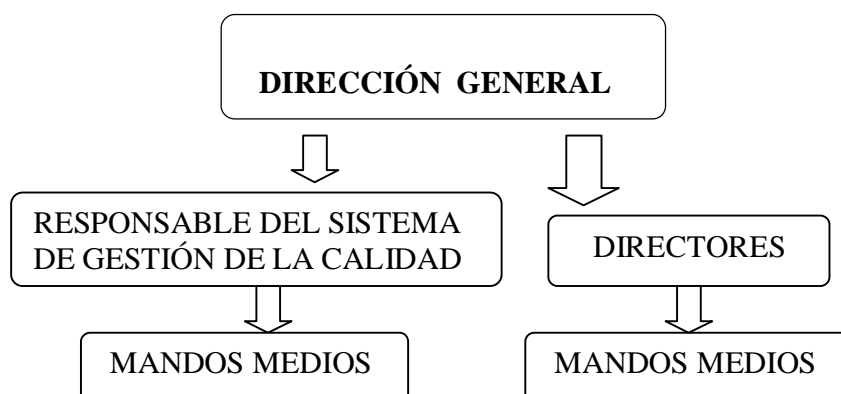 DIRECCIÓN GENERAL
RESPONSABLE DEL SISTEMA
DE GESTIÓN DE LA CALIDAD
DIRECTORES
MANDOS MEDIOS
MANDOS MEDIOS